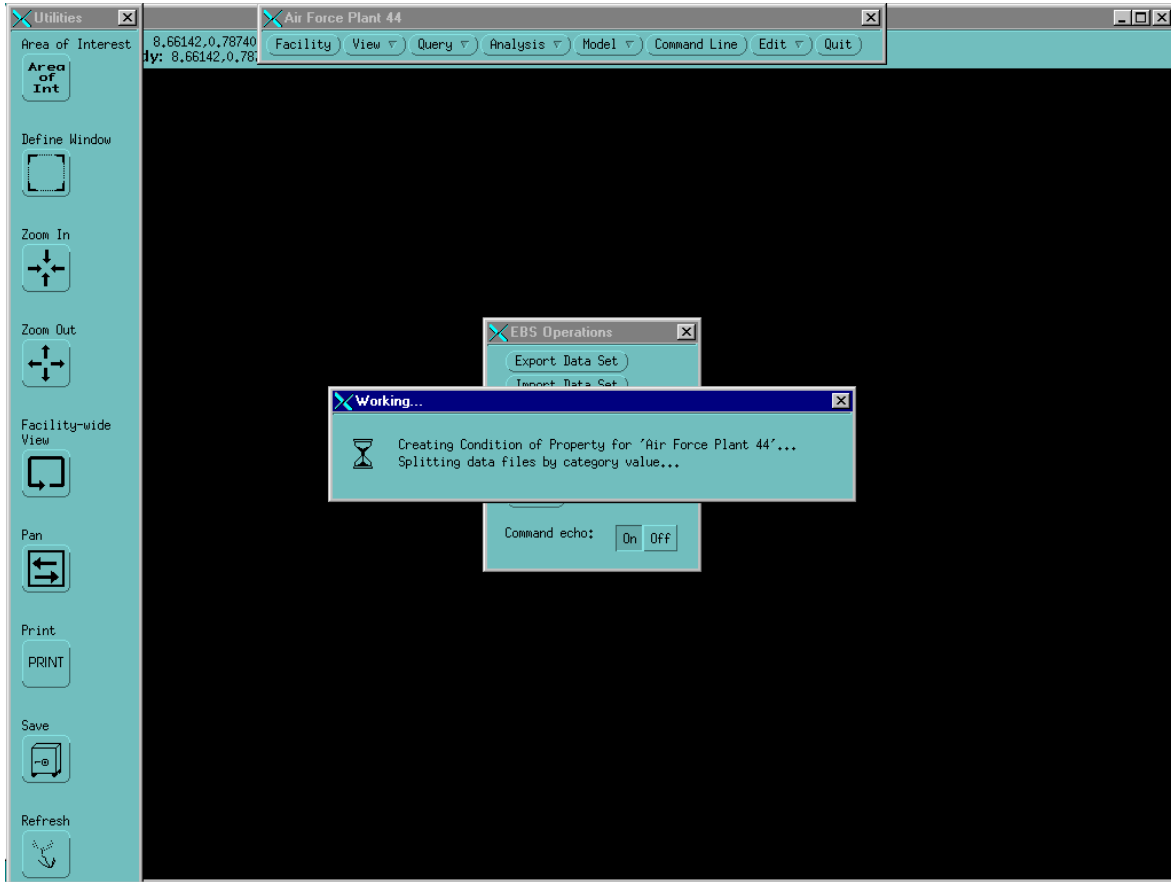 Utilities
Area of Interest
Area
of
Int
Define Window
Zoom In
Zoom Out
Facility-wide
View
Pan
Print
PRINT
Save
Refresh
8.66142,0.78740
dy: 8.66142,0.787
Air Force Plant 44
Facility View Query Analysis Model Command Line Edit Quit
EBS Operations
Export Data Set
Import Data Set
Working...
Creating Condition of Property for 'Air Force Plant 44'...
Splitting data files by category value...
Command echo: On Off